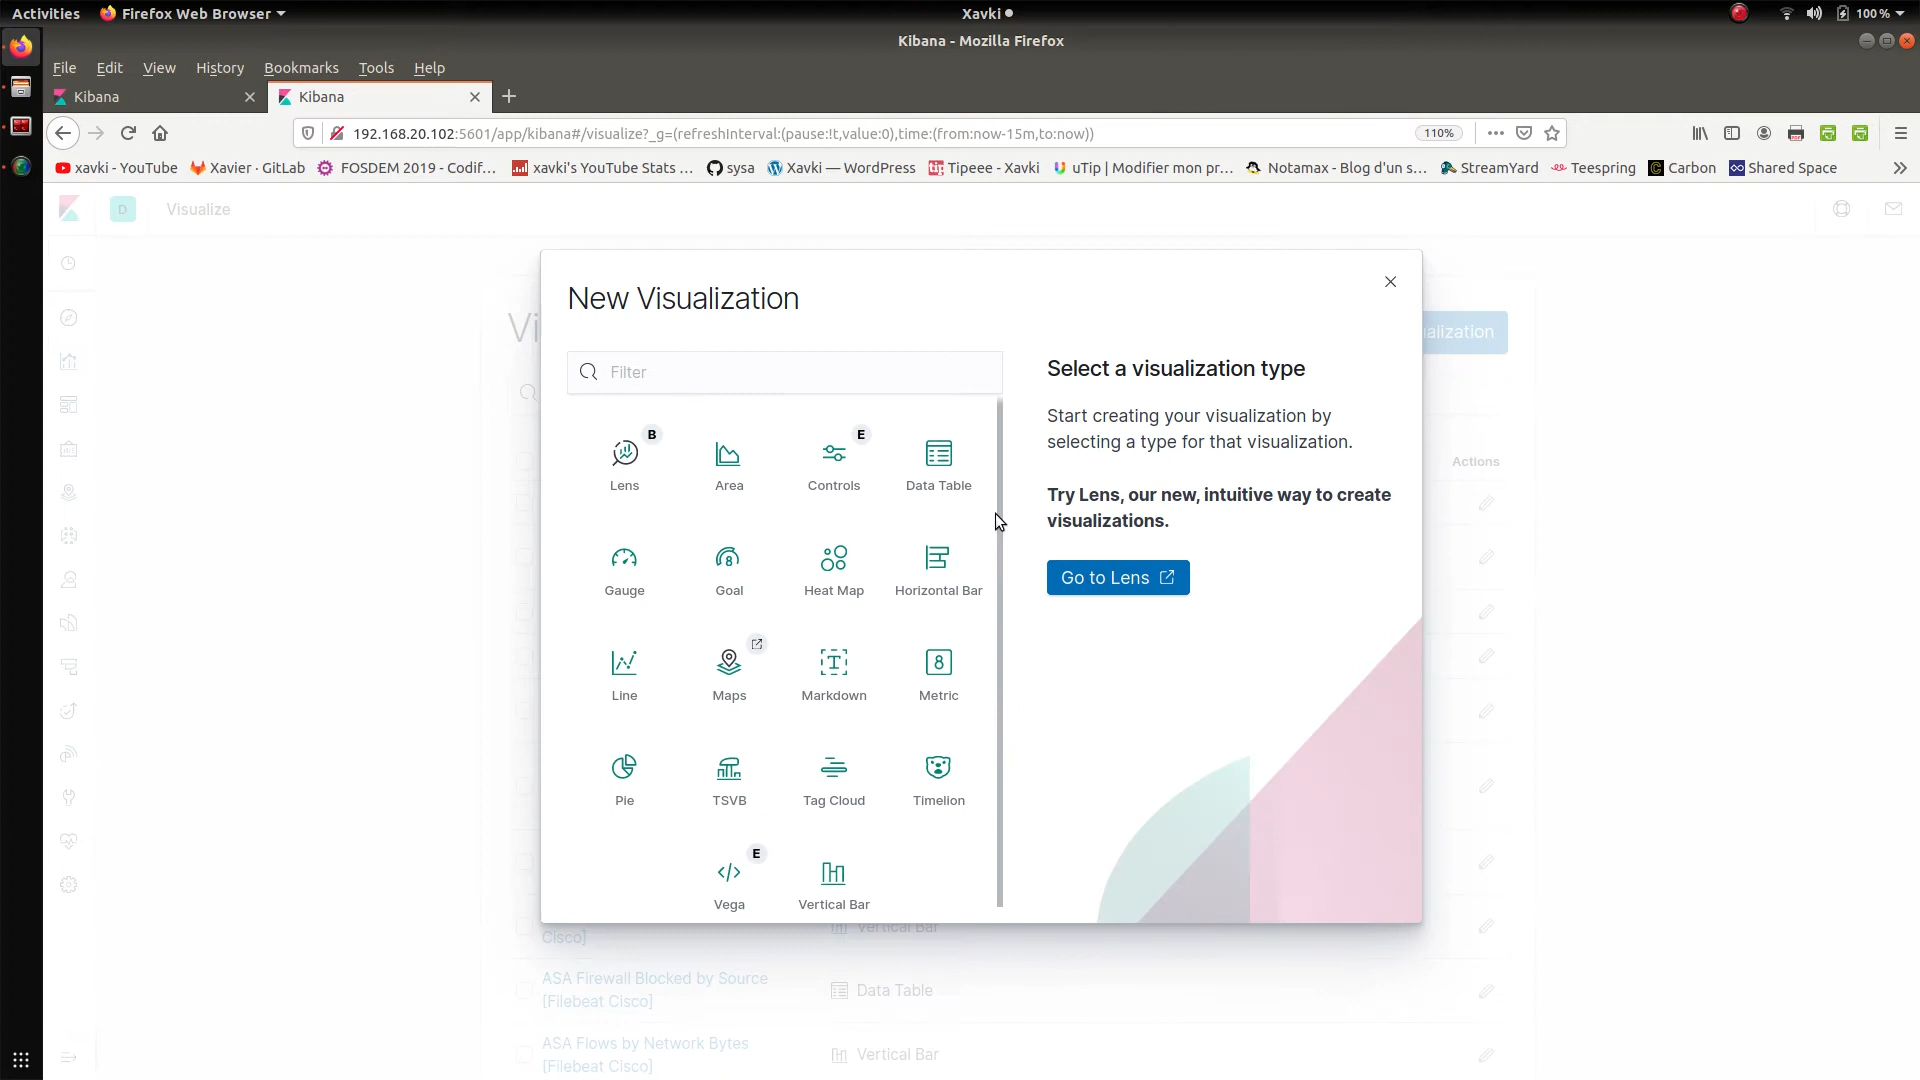 Activities Firefox Web Browser Xavki 100 %
Kibana - Mozilla Firefox
File Edit View History Bookmarks Tools Help
Kibana Kibana
192.168.20.102:5601/app/kibana#/visualize?_g=(refreshInterval:(pause:!t,value:0),time:(from:now-15m,to:now)) 110%
xavki - YouTube Xavier · GitLab FOSDEM 2019 - Codif... xavki's YouTube Stats ... sysa Xavki — WordPress Tipeee - Xavki uTip | Modifier mon pr... Notamax - Blog d'un s... StreamYard Teespring Carbon Shared Space
D Visualize
New Visualization
Vi
alization
Filter
Select a visualization type
Start creating your visualization by
selecting a type for that visualization.
Try Lens, our new, intuitive way to create
visualizations.
Go to Lens
B E
Lens Area Controls Data Table
Gauge Goal Heat Map Horizontal Bar
Line Maps Markdown Metric
Pie TSVB Tag Cloud Timelion
E
Vega Vertical Bar
Actions
Vertical Bar
Cisco]
ASA Firewall Blocked by Source
[Filebeat Cisco]
Data Table
ASA Flows by Network Bytes
[Filebeat Cisco]
Vertical Bar